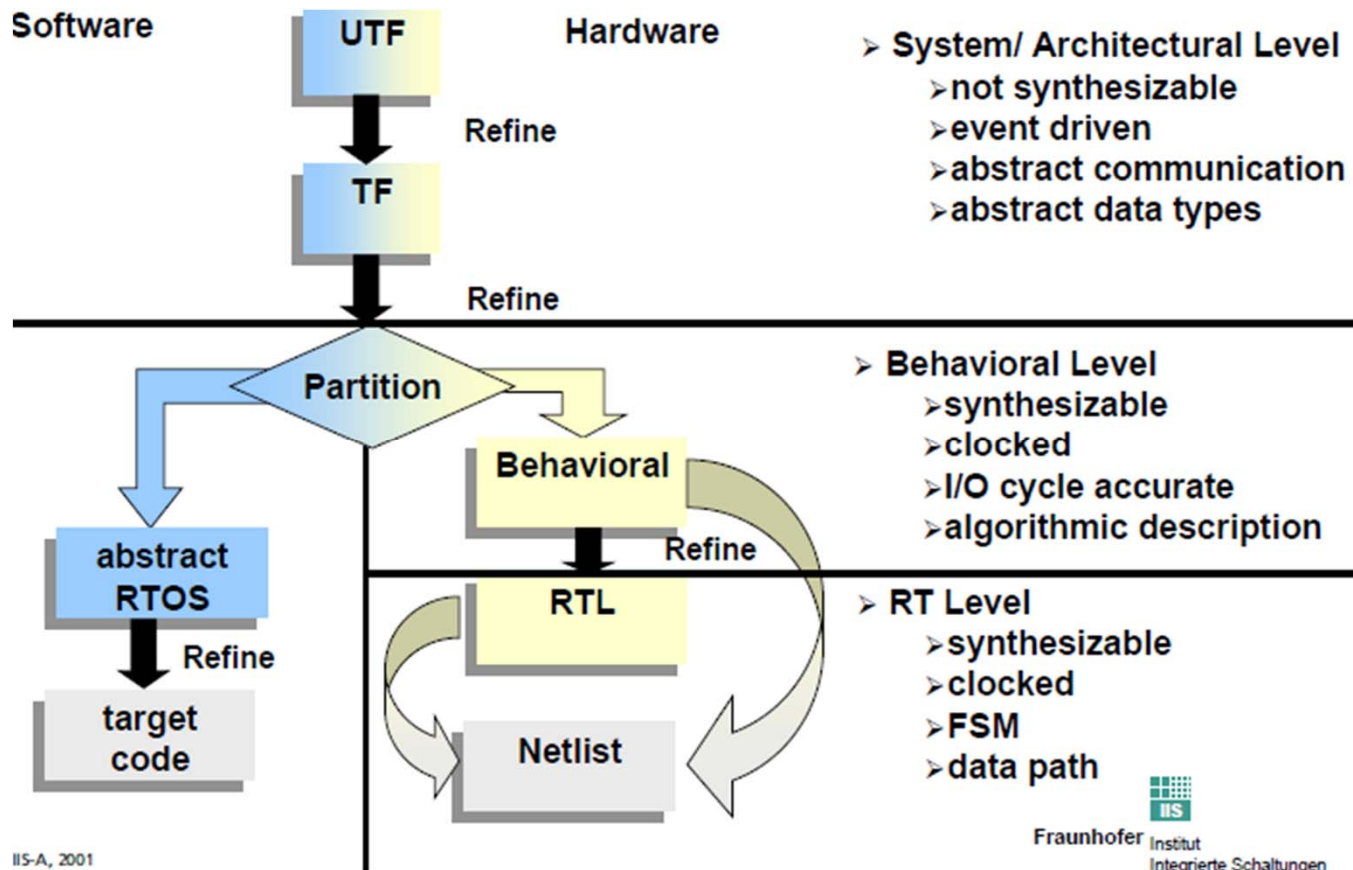 Software
Hardware
UTF
Refine
TF
Refine
➢ System/ Architectural Level
➢not synthesizable
➢event driven
➢abstract communication
➢abstract data types
Partition
Behavioral
Refine
abstract
RTOS
Refine
target
code
➢ Behavioral Level
➢synthesizable
➢clocked
➢I/O cycle accurate
➢algorithmic description
RTL
Netlist
➢ RT Level
➢synthesizable
➢clocked
➢FSM
➢data path
IIS
Fraunhofer Institut
Integrierte Schaltungen
IIS-A, 2001